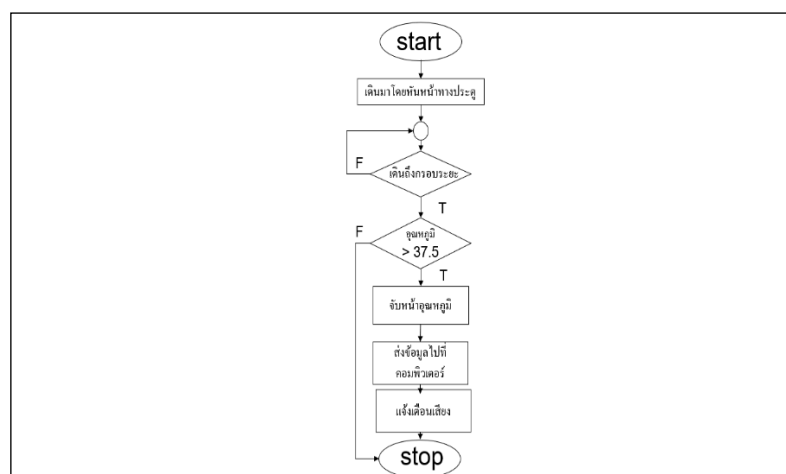 start
เดินมาโดยหันหน้าทางประตู
F
เดินถึงกรอบระยะ
T
F
อุณหภูมิ
> 37.5
T
จับหน้าอุณหภูมิ
ส่งข้อมูลไปที่
คอมพิวเตอร์
แจ้งเตือนเสียง
stop